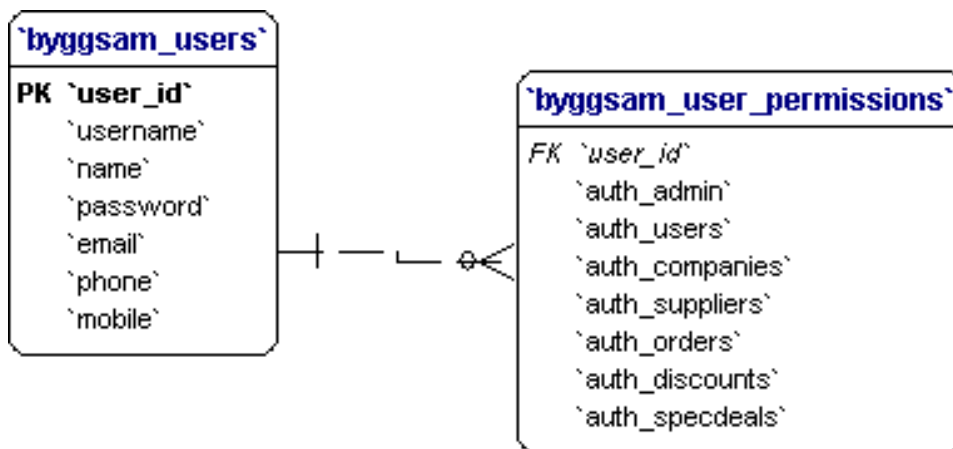 `byggsam_users`
PK `user_id`
`username`
`name`
`password`
`email`
`phone`
`mobile`
`byggsam_user_permissions`
FK `user_id`
`auth_admin`
`auth_users`
`auth_companies`
`auth_suppliers`
`auth_orders`
`auth_discounts`
`auth_specdeals`